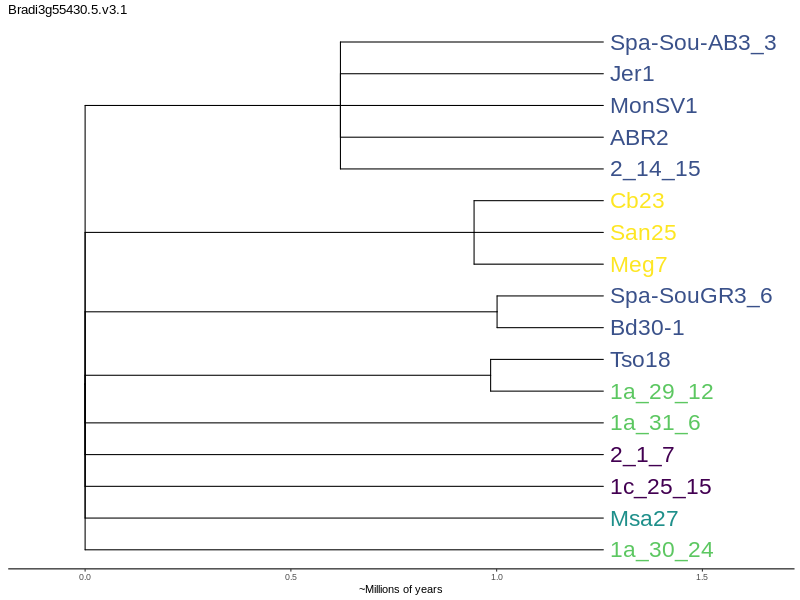 Bradi3g55430.5.v3.1
Spa-Sou-AB3_3
Jer1
MonSV1
ABR2
2_14_15
Cb23
San25
Meg7
Spa-SouGR3_6
Bd30-1
Tso18
1a_29_12
1a_31_6
2_1_7
1c_25_15
Msa27
1a_30_24
0.0 0.5 1.0 1.5
~Millions of years